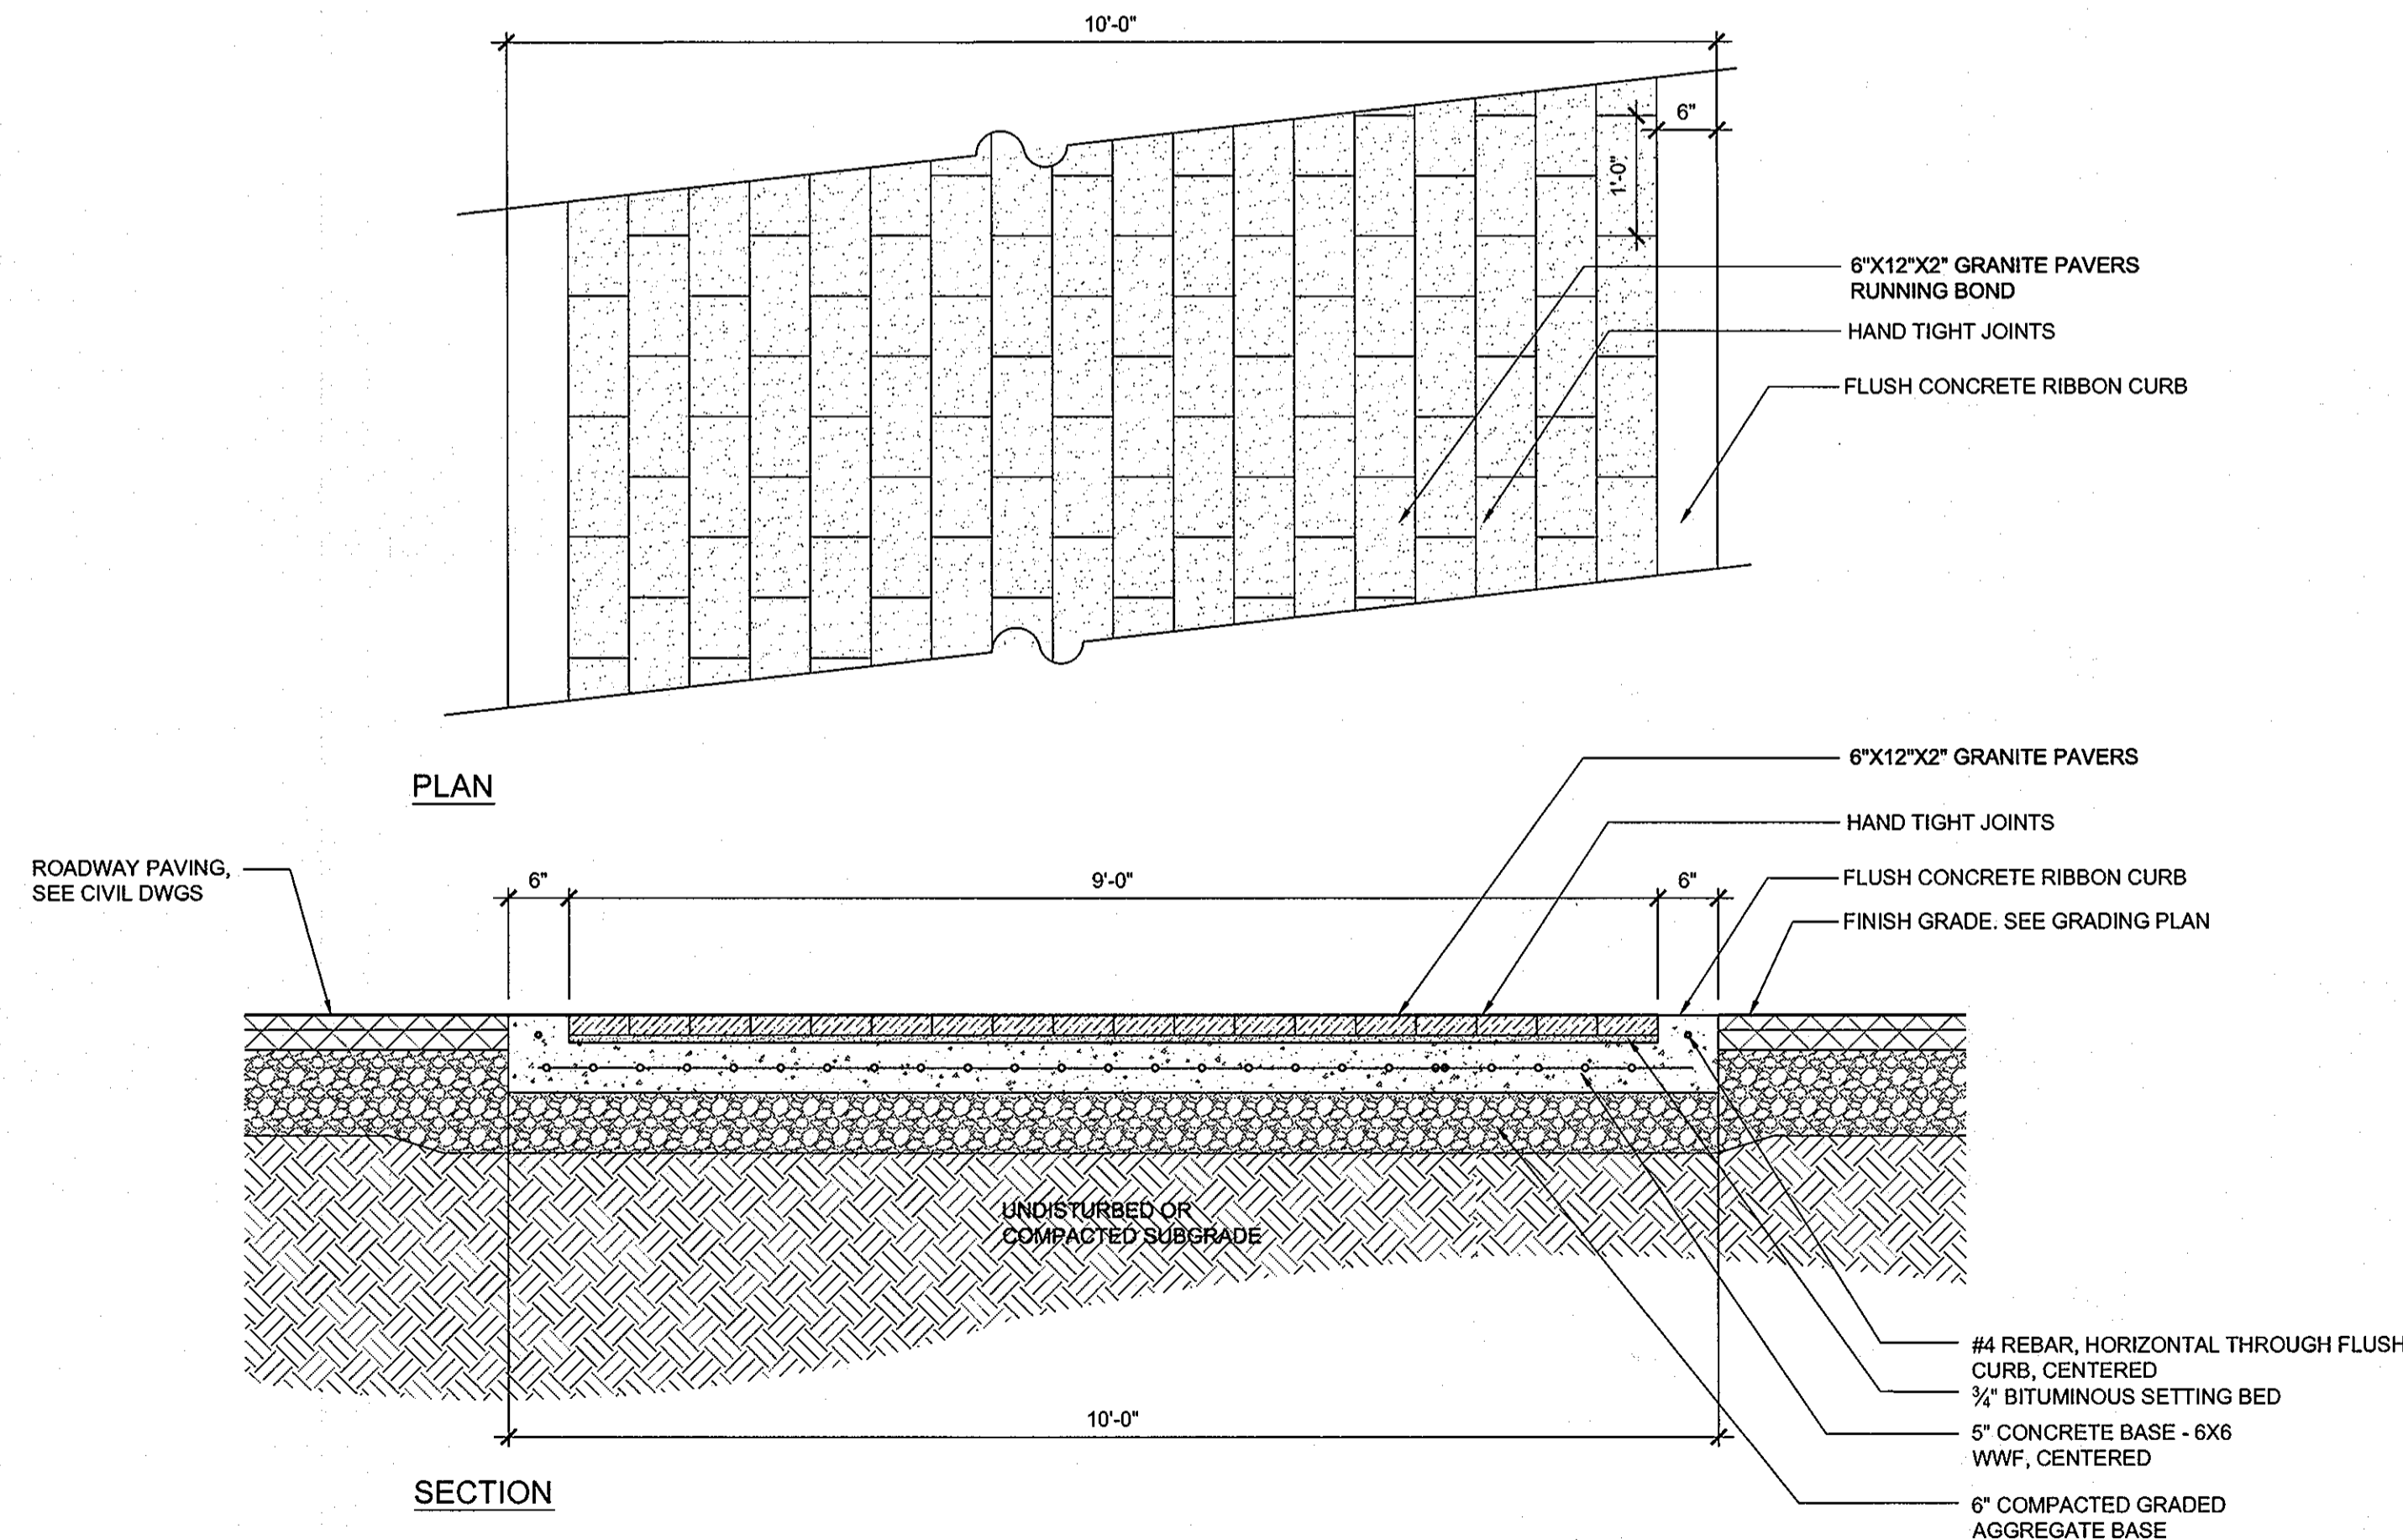 10'-0"
6"
1'-0"
6"X12"X2" GRANITE PAVERS
RUNNING BOND
HAND TIGHT JOINTS
FLUSH CONCRETE RIBBON CURB
PLAN
6"X12"X2" GRANITE PAVERS
HAND TIGHT JOINTS
ROADWAY PAVING,
SEE CIVIL DWGS
6"
9'-0"
6"
FLUSH CONCRETE RIBBON CURB
FINISH GRADE. SEE GRADING PLAN
UNDISTURBED OR
COMPACTED SUBGRADE
#4 REBAR, HORIZONTAL THROUGH FLUSH
CURB, CENTERED
¾" BITUMINOUS SETTING BED
10'-0"
5" CONCRETE BASE - 6X6
WWF, CENTERED
SECTION
6" COMPACTED GRADED
AGGREGATE BASE